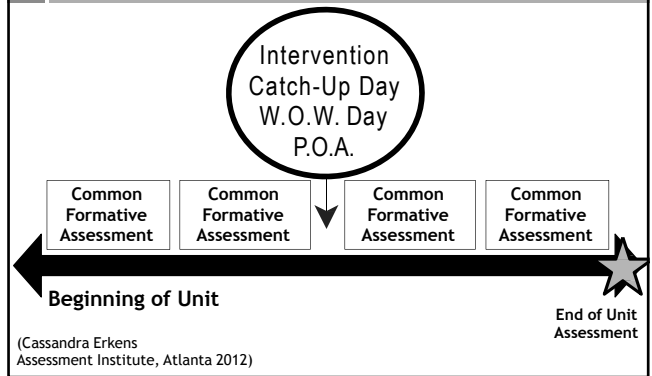 Intervention
Catch-Up Day
W.O.W. Day
P.O.A.
Common
Formative
Assessment
Common
Formative
Assessment
Common
Formative
Assessment
Common
Formative
Assessment
Beginning of Unit
End of Unit
Assessment
(Cassandra Erkens
Assessment Institute, Atlanta 2012)